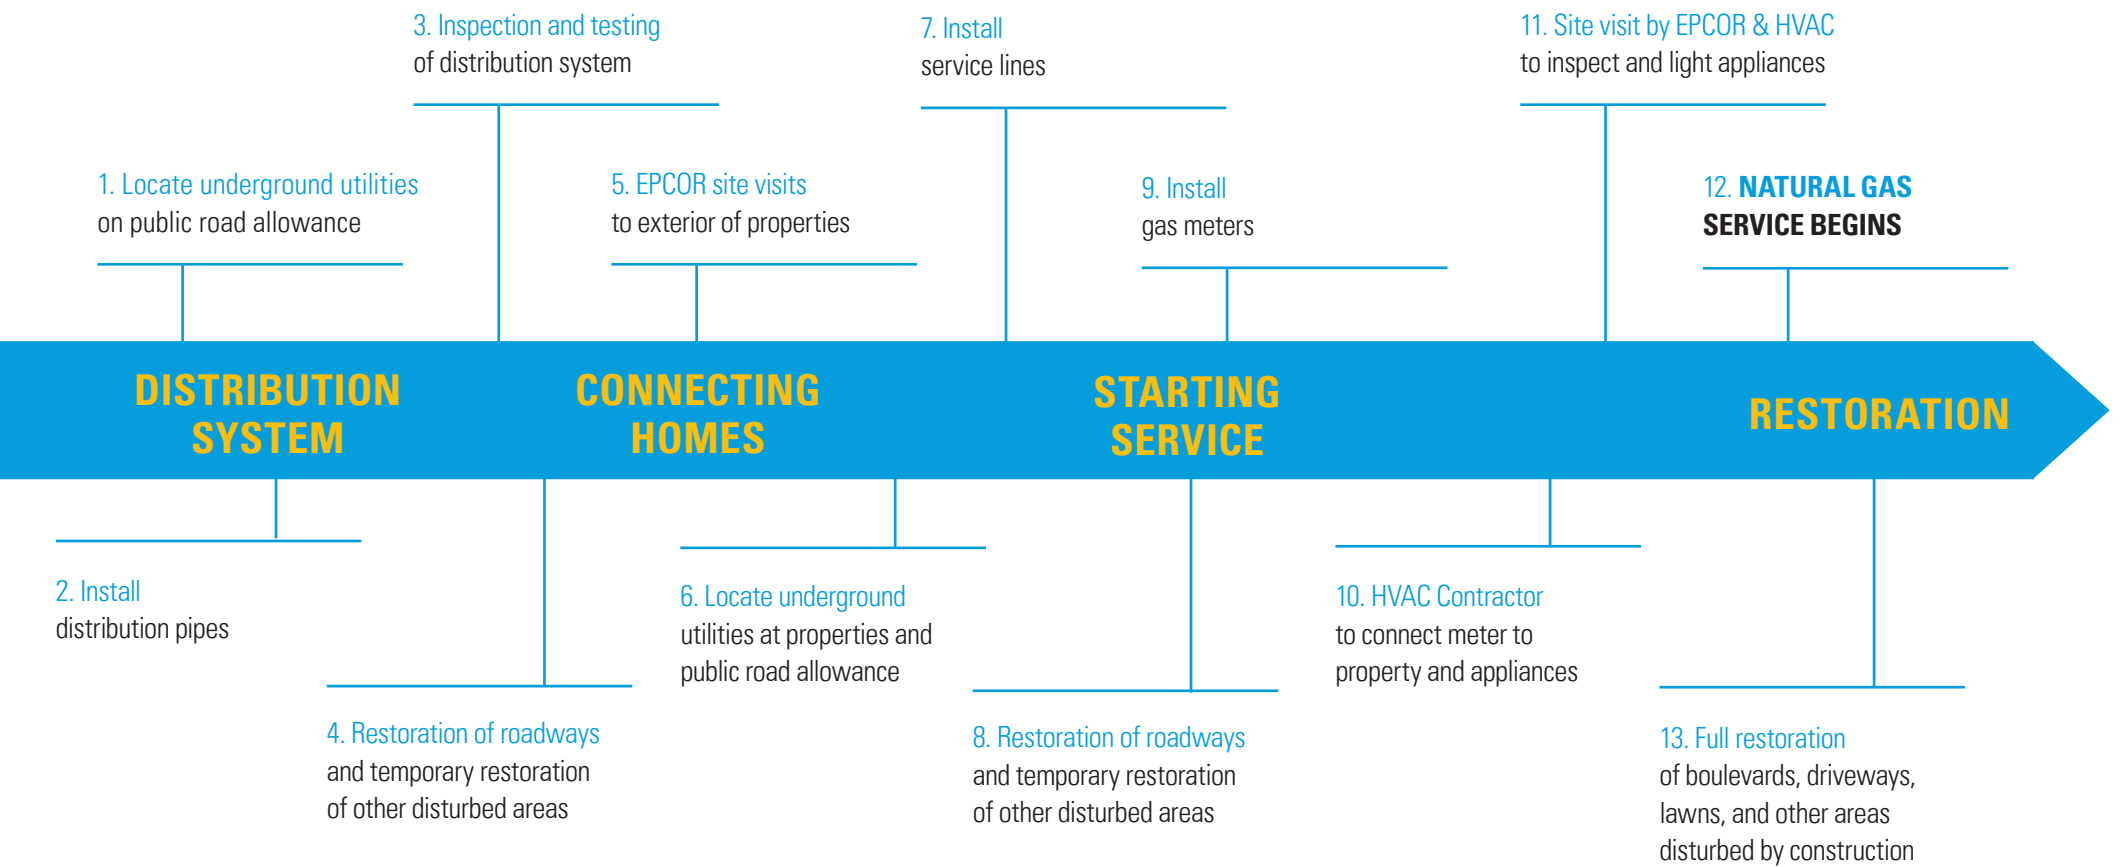 3. Inspection and testing
of distribution system
7. Install
service lines
11. Site visit by EPCOR & HVAC
to inspect and light appliances
1. Locate underground utilities
on public road allowance
5. EPCOR site visits
to exterior of properties
9. Install
gas meters
12. NATURAL GAS
SERVICE BEGINS
DISTRIBUTION
SYSTEM
CONNECTING
HOMES
STARTING
SERVICE
RESTORATION
2. Install
distribution pipes
6. Locate underground
utilities at properties and
public road allowance
10. HVAC Contractor
to connect meter to
property and appliances
4. Restoration of roadways
and temporary restoration
of other disturbed areas
8. Restoration of roadways
and temporary restoration
of other disturbed areas
13. Full restoration
of boulevards, driveways,
lawns, and other areas
disturbed by construction